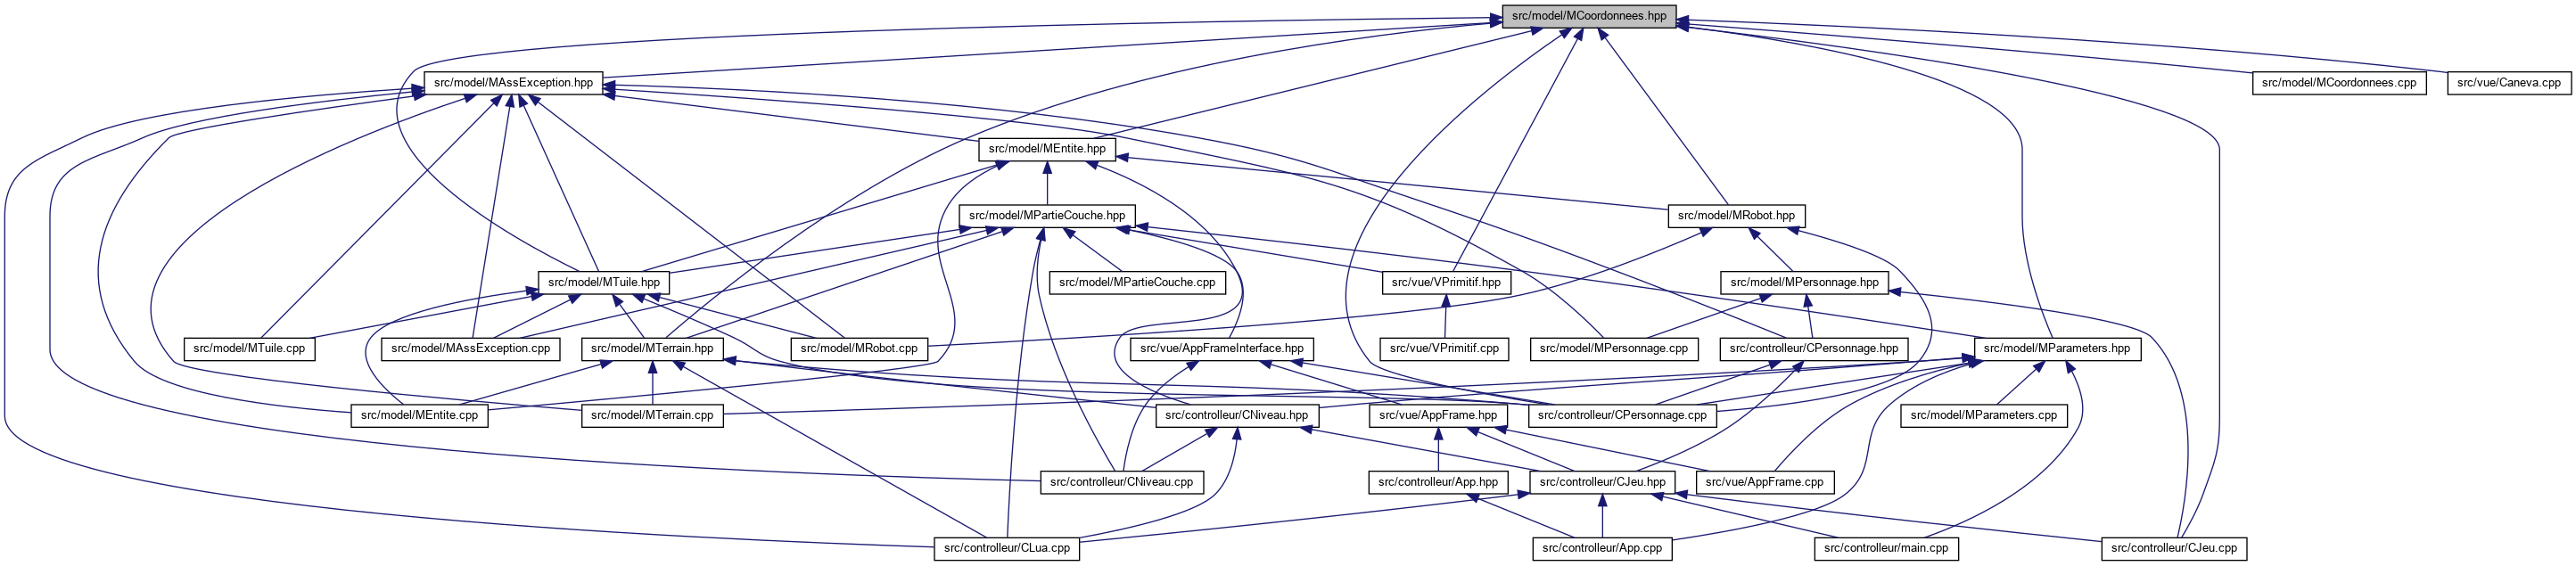 src/model/MCoordonnees.hpp
src/model/MAssException.hpp
src/model/MCoordonnees.cpp
src/vue/Caneva.cpp
src/model/MEntite.hpp
src/model/MPartieCouche.hpp
src/model/MRobot.hpp
src/model/MTuile.hpp
src/model/MPartieCouche.cpp
src/vue/VPrimitif.hpp
src/model/MPersonnage.hpp
src/model/MTuile.cpp
src/model/MAssException.cpp
src/model/MTerrain.hpp
src/model/MRobot.cpp
src/vue/AppFrameInterface.hpp
src/vue/VPrimitif.cpp
src/model/MPersonnage.cpp
src/controlleur/CPersonnage.hpp
src/model/MParameters.hpp
src/model/MEntite.cpp
src/model/MTerrain.cpp
src/controlleur/CNiveau.hpp
src/vue/AppFrame.hpp
src/controlleur/CPersonnage.cpp
src/model/MParameters.cpp
src/controlleur/CNiveau.cpp
src/controlleur/App.hpp
src/controlleur/CJeu.hpp
src/vue/AppFrame.cpp
src/controlleur/CLua.cpp
src/controlleur/App.cpp
src/controlleur/main.cpp
src/controlleur/CJeu.cpp